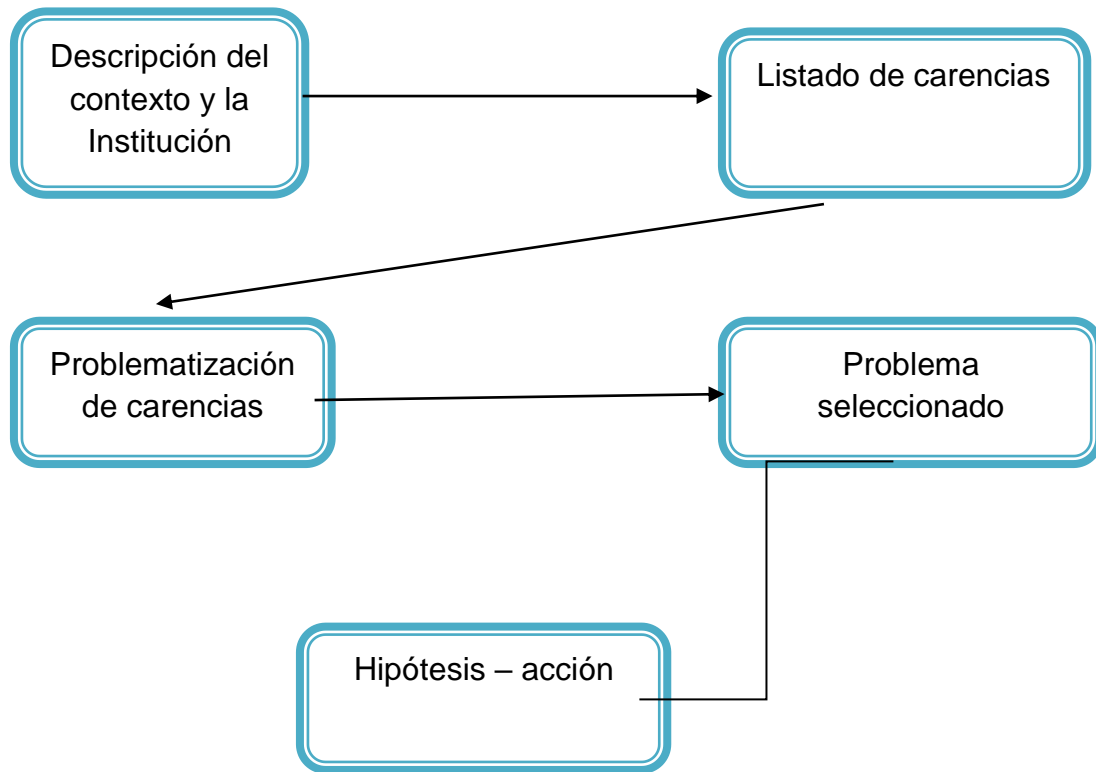 Descripción del
contexto y la
Institución
Listado de carencias
Problematización
de carencias
Problema
seleccionado
Hipótesis – acción